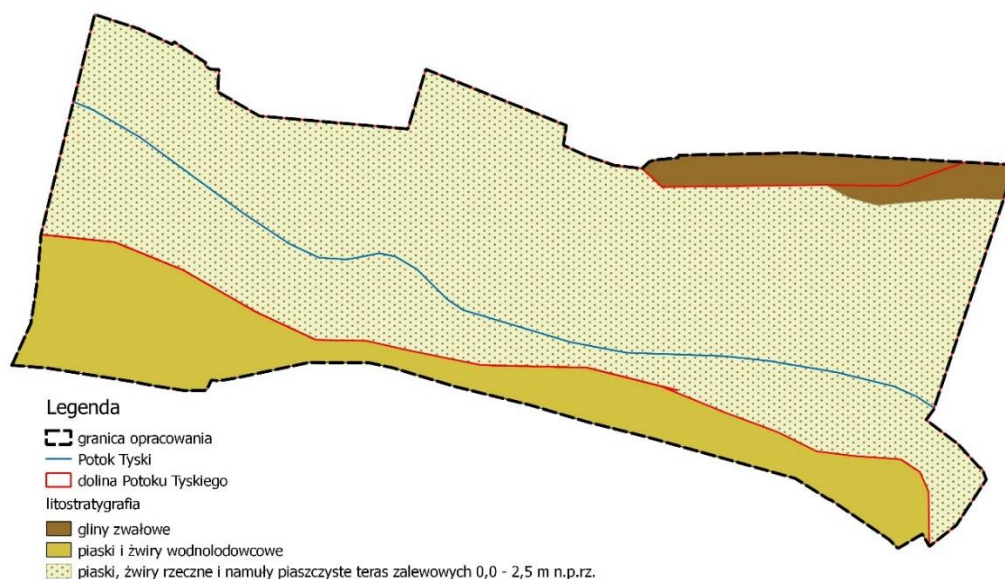 Legenda
granica opracowania
Potok Tyski
dolina Potoku Tyskiego
litostratygrafia
gliny zwałowe
piaski i żwiry wodnolodowcowe
piaski, żwiry rzeczne i namuły piaszczyste teras zalewowych 0,0 - 2,5 m n.p.rz.